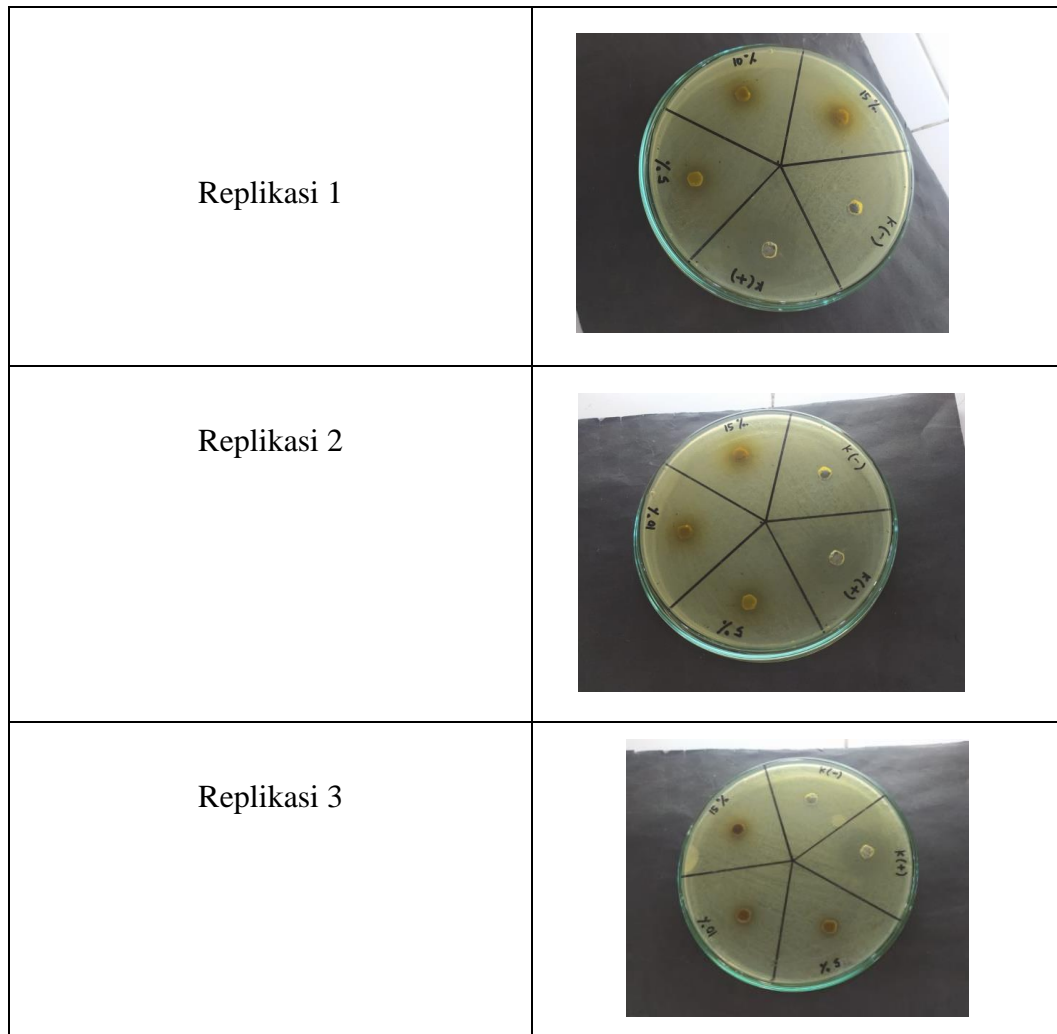 Replikasi 1
10%
15%
5%
K(-)
K(+)
Replikasi 2
15%
K(-)
10%
K(+)
5%
Replikasi 3
K(-)
15%
K(+)
10%
5%